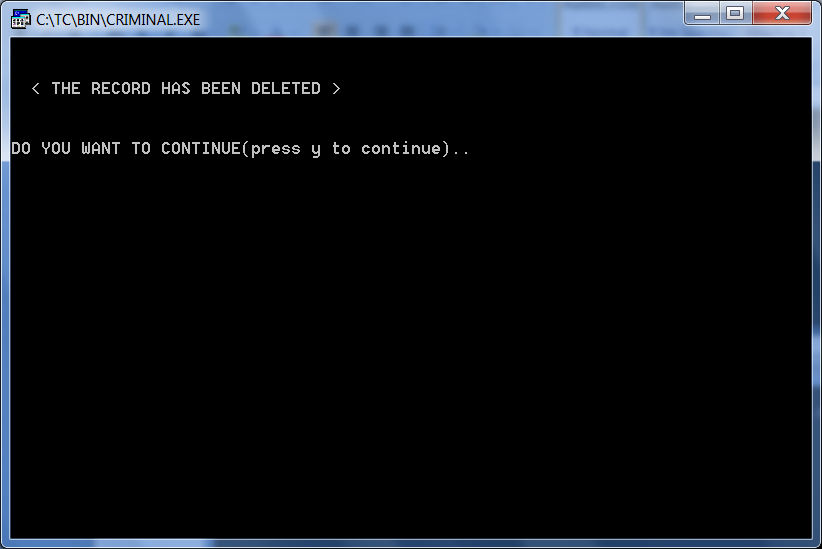 C:\TC\BIN\CRIMINAL.EXE
< THE RECORD HAS BEEN DELETED >
DO YOU WANT TO CONTINUE(press y to continue)..